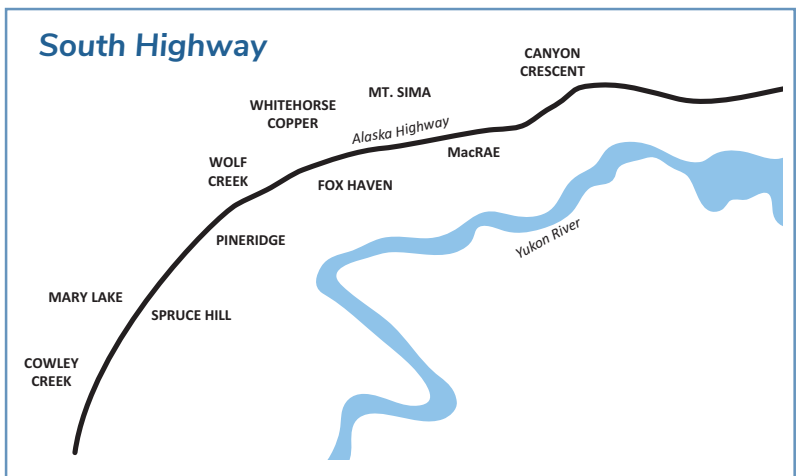 South Highway
CANYON
CRESCENT
MT. SIMA
WHITEHORSE
COPPER
Alaska Highway
MacRAE
WOLF
CREEK
FOX HAVEN
PINERIDGE
Yukon River
MARY LAKE
SPRUCE HILL
COWLEY
CREEK